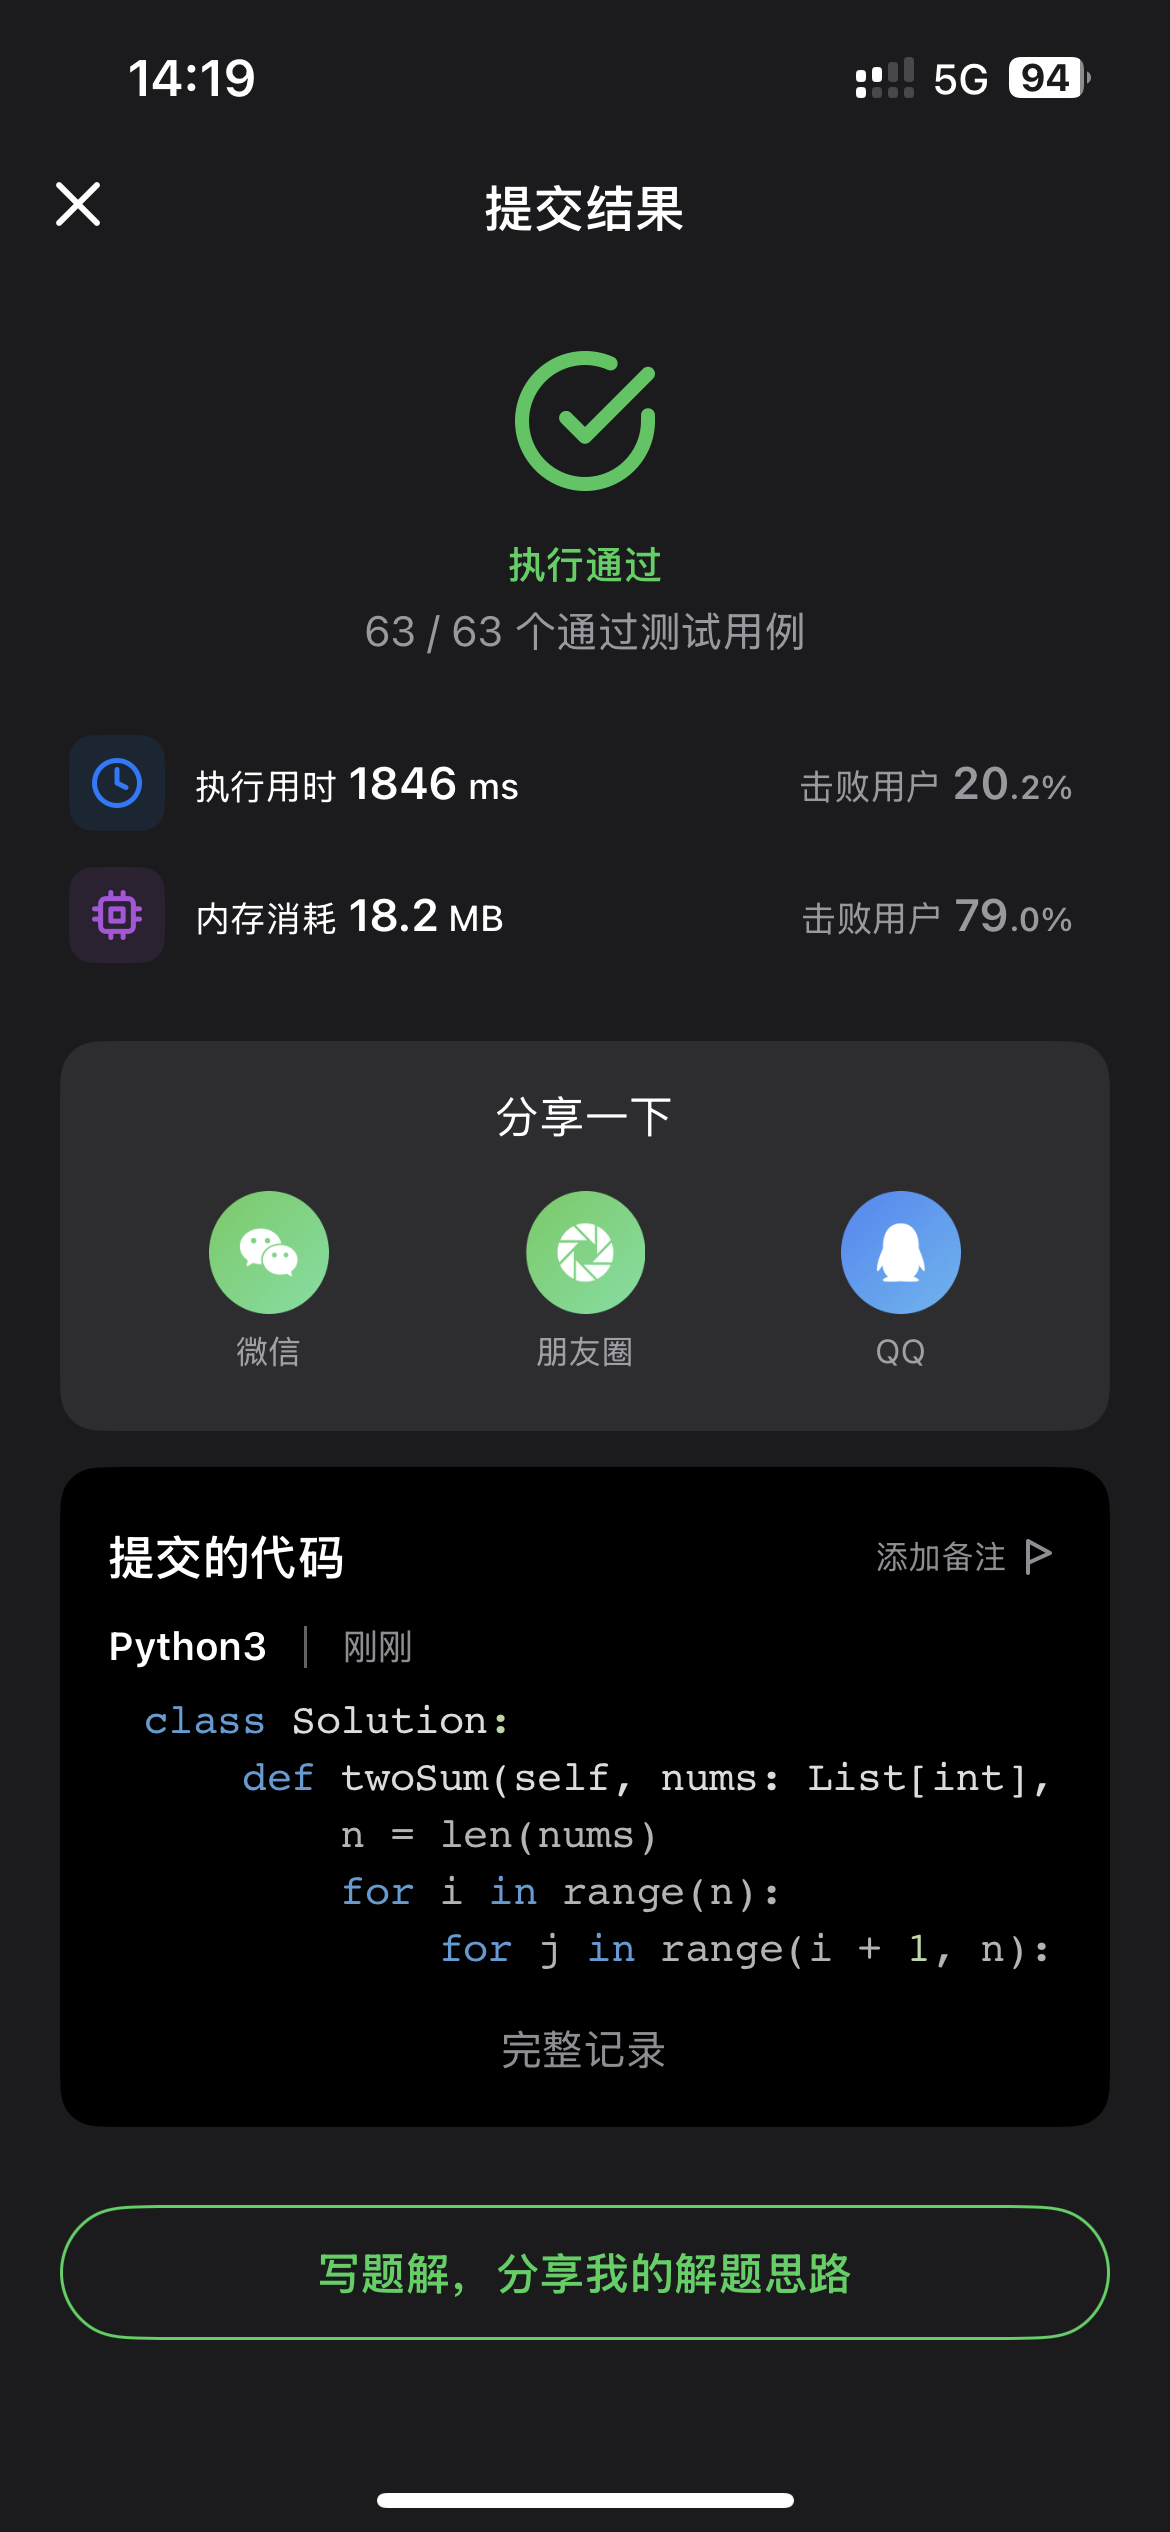 14:19 5G 94
提交结果
执行通过
63 / 63 个通过测试用例
执行用时 1846 ms 击败用户 20.2%
内存消耗 18.2 MB 击败用户 79.0%
分享一下
微信 朋友圈 QQ
提交的代码 添加备注
Python3 刚刚
class Solution:
    def twoSum(self, nums: List[int],
        n = len(nums)
        for i in range(n):
            for j in range(i + 1, n):
完整记录
写题解，分享我的解题思路